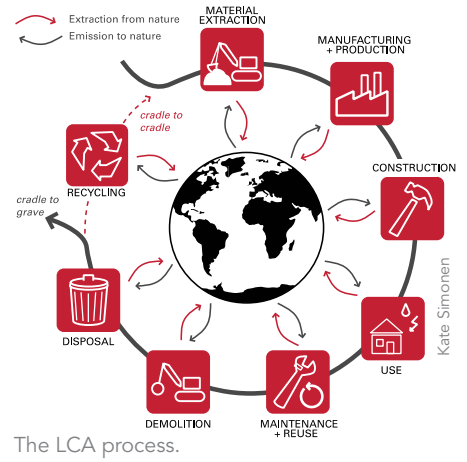 Extraction from nature
Emission to nature
MATERIAL
EXTRACTION
MANUFACTURING
+ PRODUCTION
cradle to
cradle
RECYCLING
CONSTRUCTION
cradle to
grave
USE
DISPOSAL
DEMOLITION
MAINTENANCE
+ REUSE
Kate Simonen
The LCA process.